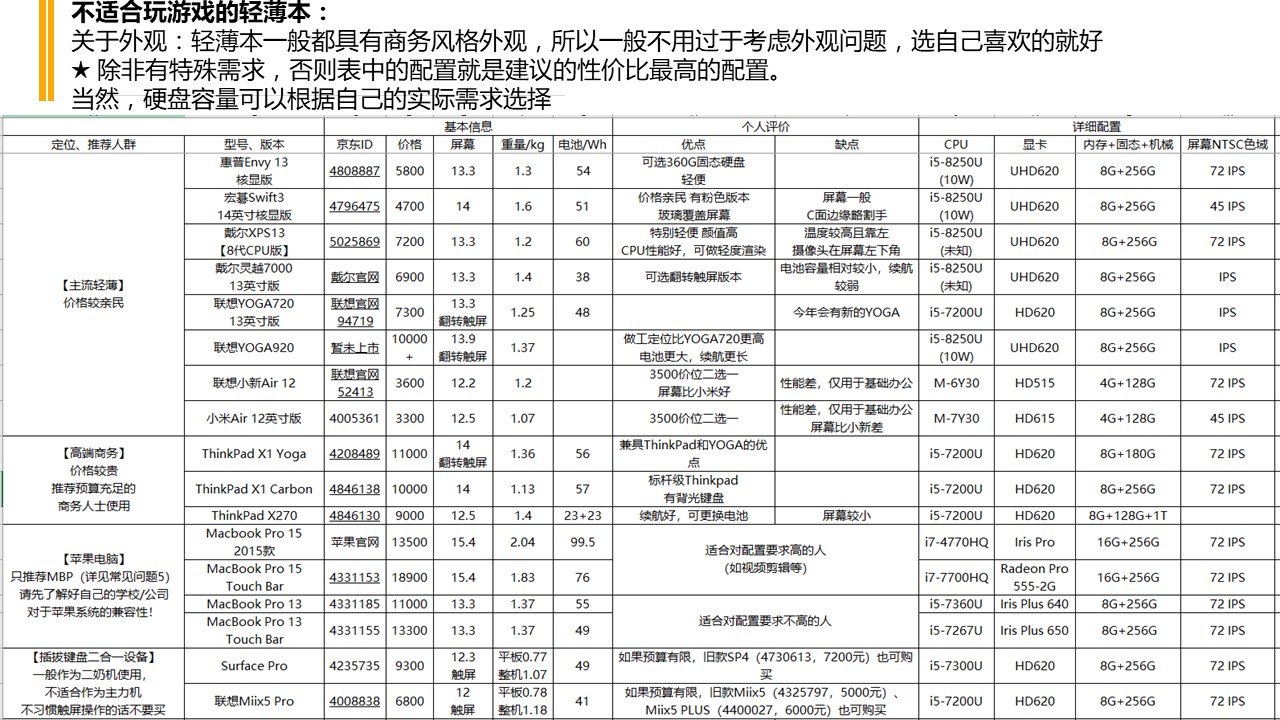 不适合玩游戏的轻薄本：
关于外观：轻薄本一般都具有商务风格外观，所以一般不用过于考虑外观问题，选自己喜欢的就好
★ 除非有特殊需求，否则表中的配置就是建议的性价比最高的配置。
当然，硬盘容量可以根据自己的实际需求选择
基本信息 个人评价 详细配置
定位、推荐人群 型号、版本 京东ID 价格 屏幕 重量/kg 电池/Wh 优点 缺点 CPU 显卡 内存+固态+机械 屏幕NTSC色域
【主流轻薄】
价格较亲民
惠普Envy 13
核显版
4808887 5800 13.3 1.3 54
可选360G固态硬盘
轻便
i5-8250U
(10W)
UHD620 8G+256G 72 IPS
宏碁Swift3
14英寸核显版
4796475 4700 14 1.6 51
价格亲民 有粉色版本
玻璃覆盖屏幕
屏幕一般
C面边缘略割手
i5-8250U
(10W)
UHD620 8G+256G 45 IPS
戴尔XPS13
【8代CPU版】
5025869 7200 13.3 1.2 60
特别轻便 颜值高
CPU性能好，可做轻度渲染
温度较高且靠左
摄像头在屏幕左下角
i5-8250U
(未知)
UHD620 8G+256G 72 IPS
戴尔灵越7000
13英寸版
戴尔官网 6900 13.3 1.4 38
可选翻转触屏版本
电池容量相对较小，续航
较弱
i5-8250U
(未知)
UHD620 8G+256G IPS
联想YOGA720
13英寸版
联想官网
94719
7300
13.3
翻转触屏
1.25 48
今年会有新的YOGA
i5-7200U HD620 8G+256G IPS
联想YOGA920
暂未上市
10000
+
13.9
翻转触屏
1.37
做工定位比YOGA720更高
电池更大，续航更长
i5-8250U
(10W)
UHD620 8G+256G IPS
联想小新Air 12
联想官网
52413
3600 12.2 1.2
3500价位二选一
屏幕比小米好
性能差，仅用于基础办公
M-6Y30 HD515 4G+128G 72 IPS
小米Air 12英寸版 4005361 3300 12.5 1.07
3500价位二选一
性能差，仅用于基础办公
屏幕比小新差
M-7Y30 HD615 4G+128G 45 IPS
【高端商务】
价格较贵
推荐预算充足的
商务人士使用
ThinkPad X1 Yoga 4208489 11000
14
翻转触屏
1.36 56
兼具ThinkPad和YOGA的优
点
i5-7200U HD620 8G+180G 72 IPS
ThinkPad X1 Carbon 4846138 10000 14 1.13 57
标杆级Thinkpad
有背光键盘
i5-7200U HD620 8G+256G 72 IPS
ThinkPad X270 4846130 9000 12.5 1.4 23+23 续航好，可更换电池 屏幕较小 i5-7200U HD620 8G+128G+1T
【苹果电脑】
只推荐MBP（详见常见问题5）
请先了解好自己的学校/公司
对于苹果系统的兼容性！
Macbook Pro 15
2015款
苹果官网 13500 15.4 2.04 99.5
适合对配置要求高的人
(如视频剪辑等)
i7-4770HQ Iris Pro 16G+256G 72 IPS
MacBook Pro 15
Touch Bar
4331153 18900 15.4 1.83 76
i7-7700HQ
Radeon Pro
555-2G
16G+256G 72 IPS
MacBook Pro 13 4331185 11000 13.3 1.37 55
适合对配置要求不高的人
i5-7360U Iris Plus 640 8G+256G 72 IPS
MacBook Pro 13
Touch Bar
4331155 13300 13.3 1.37 49
i5-7267U Iris Plus 650 8G+256G 72 IPS
【插拔键盘二合一设备】
一般作为二奶机使用，
不适合作为主力机
不习惯触屏操作的话不要买
Surface Pro 4235735 9300
12.3
触屏
平板0.77
整机1.07
49
如果预算有限，旧款SP4（4730613，7200元）也可购
买
i5-7300U HD620 8G+256G 72 IPS
联想Miix5 Pro 4008838 6800
12
触屏
平板0.78
整机1.18
41
如果预算有限，旧款Miix5（4325797，5000元）、
Miix5 PLUS（4400027，6000元）也可购买
i5-7200U HD620 8G+256G 72 IPS